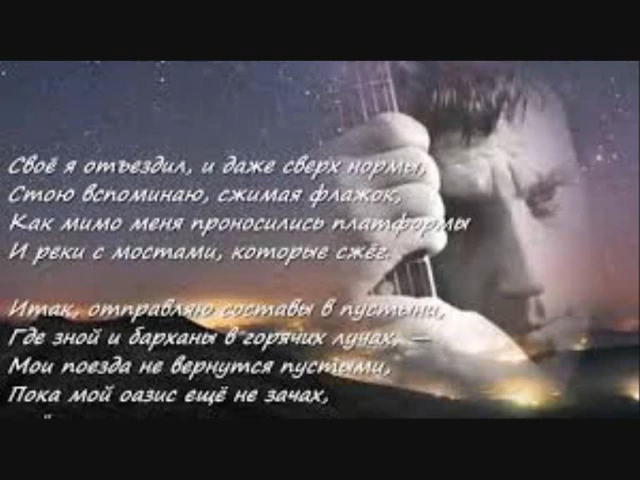 Своё я отъездил, и даже сверх нормы,
Стою вспоминаю, сжимая флажок,
Как мимо меня проносились платформы
И реки с мостами, которые сжёг.
Итак, отправляю составы в пустыни,
Где зной и барханы в горячих лунах, —
Мои поезда не вернутся пустыми,
Пока мой оазис ещё не зачах,